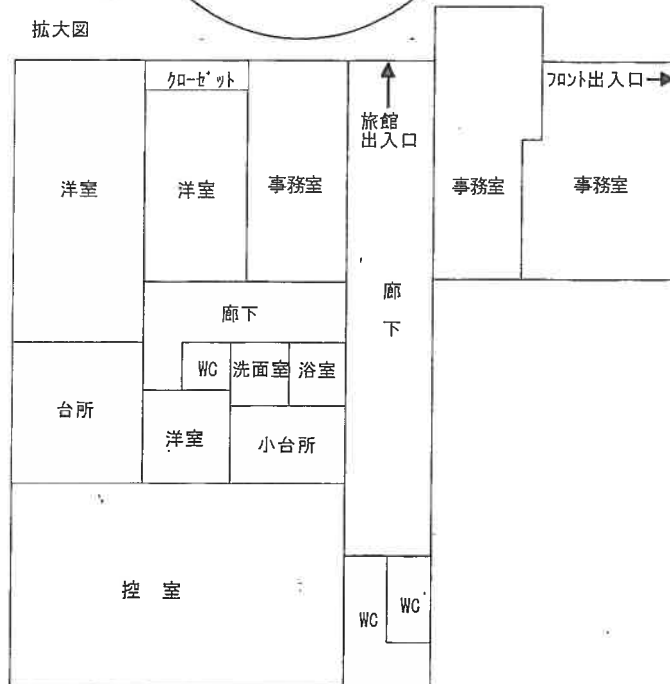 拡大図
クローゼット
フロント出入口
旅館
出入口
洋室
洋室
事務室
事務室
事務室
廊
下
廊下
WC
洗面室
浴室
台所
洋室
小台所
控 室
WC
WC